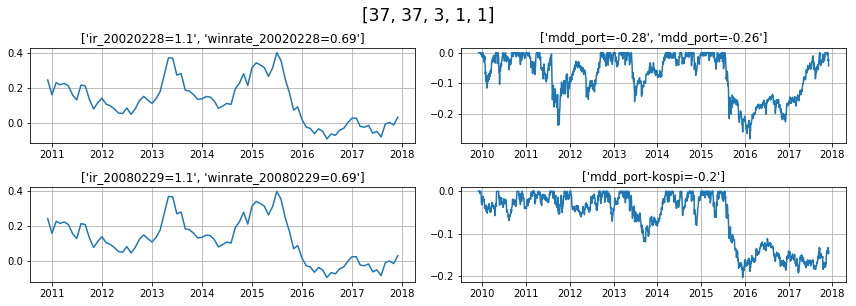 [37, 37, 3, 1, 1]
['ir_20020228=1.1', 'winrate_20020228=0.69']
0.4
0.2
0.0
2011 2012 2013 2014 2015 2016 2017 2018
['mdd_port=-0.28', 'mdd_port=-0.26']
0.0
−0.1
−0.2
2010 2011 2012 2013 2014 2015 2016 2017 2018
['ir_20080229=1.1', 'winrate_20080229=0.69']
0.4
0.2
0.0
2011 2012 2013 2014 2015 2016 2017 2018
['mdd_port-kospi=-0.2']
0.0
−0.1
−0.2
2010 2011 2012 2013 2014 2015 2016 2017 2018